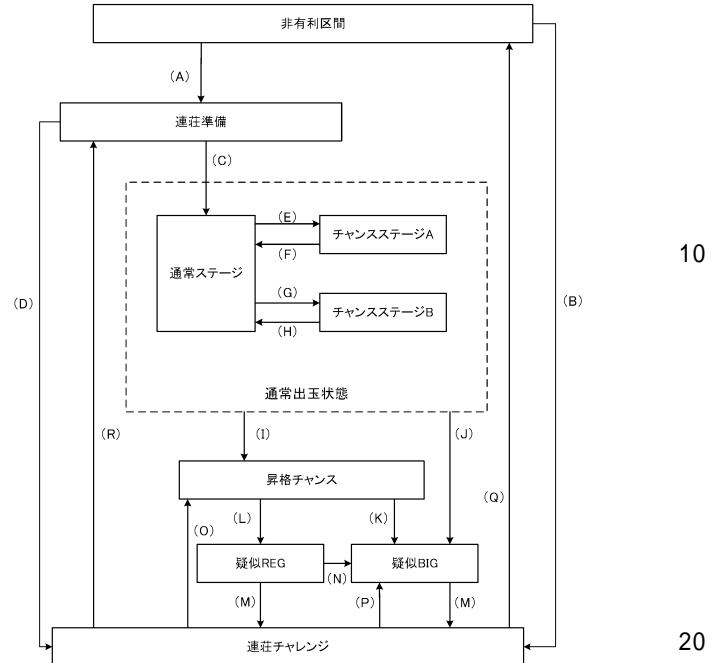 非有利区間
(A)
連荘準備
(C)
(E)
チャンスステージA
(F)
通常ステージ
(G)
チャンスステージB
(H)
(D)
(B)
10
通常出玉状態
(R)
(I)
(J)
昇格チャンス
(Q)
(O)
(L)
(K)
疑似REG
(N)
疑似BIG
(M)
(P)
(M)
連荘チャレンジ
20